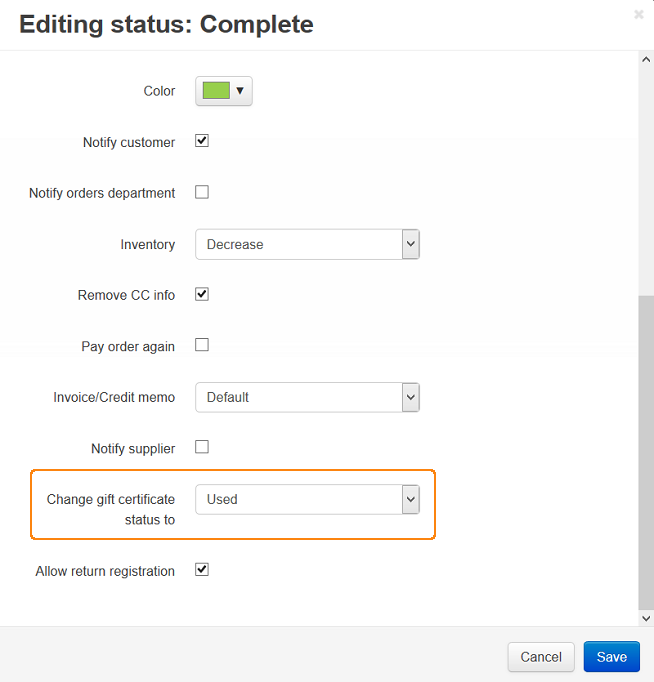 Editing status: Complete
Color
Notify customer
Notify orders department
Inventory Decrease
Remove CC info
Pay order again
Invoice/Credit memo Default
Notify supplier
Change gift certificate Used
status to
Allow return registration
Cancel Save